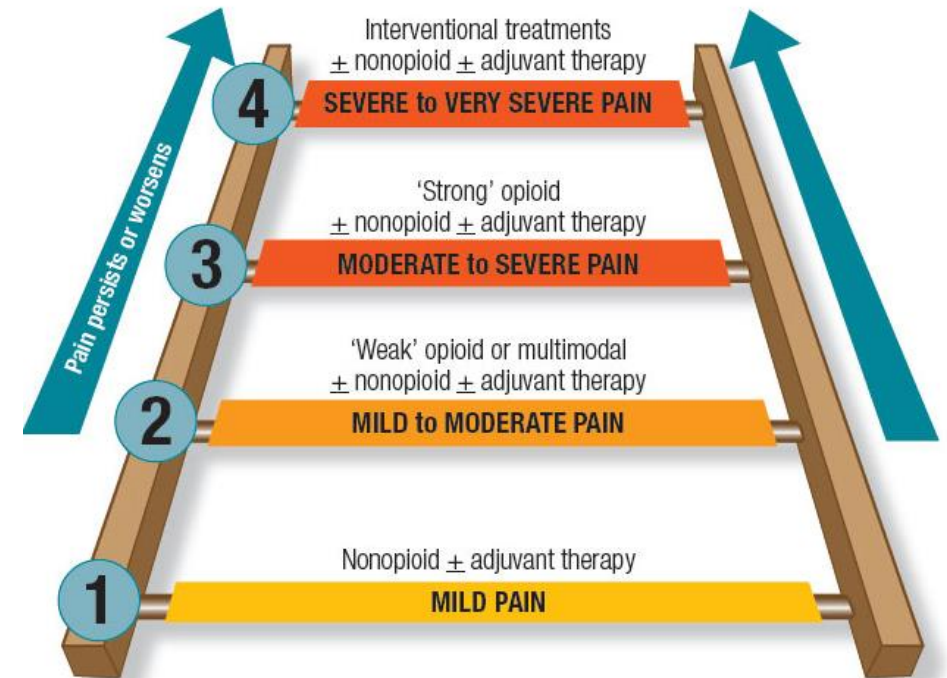 Interventional treatments
± nonopioid ± adjuvant therapy
4
SEVERE to VERY SEVERE PAIN
'Strong' opioid
± nonopioid ± adjuvant therapy
3
MODERATE to SEVERE PAIN
Pain persists or worsens
'Weak' opioid or multimodal
± nonopioid ± adjuvant therapy
2
MILD to MODERATE PAIN
Nonopioid ± adjuvant therapy
1
MILD PAIN